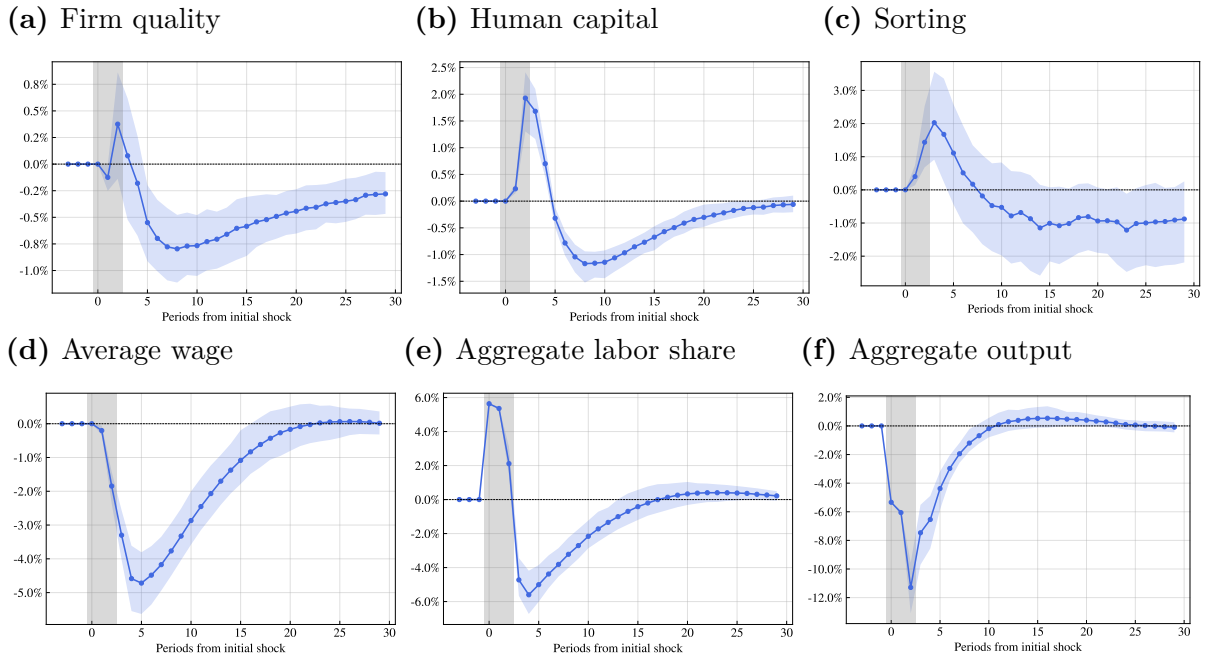 (a) Firm quality
0.8%
0.5%
0.2%
0.0%
-0.2%
-0.5%
-0.8%
-1.0%
0 5 10 15 20 25 30
Periods from initial shock
(b) Human capital
2.5%
2.0%
1.5%
1.0%
0.5%
0.0%
-0.5%
-1.0%
-1.5%
0 5 10 15 20 25 30
Periods from initial shock
(c) Sorting
3.0%
2.0%
1.0%
0.0%
-1.0%
-2.0%
0 5 10 15 20 25 30
Periods from initial shock
(d) Average wage
0.0%
-1.0%
-2.0%
-3.0%
-4.0%
-5.0%
0 5 10 15 20 25 30
Periods from initial shock
(e) Aggregate labor share
6.0%
4.0%
2.0%
0.0%
-2.0%
-4.0%
-6.0%
0 5 10 15 20 25 30
Periods from initial shock
(f) Aggregate output
2.0%
0.0%
-2.0%
-4.0%
-6.0%
-8.0%
-10.0%
-12.0%
0 5 10 15 20 25 30
Periods from initial shock